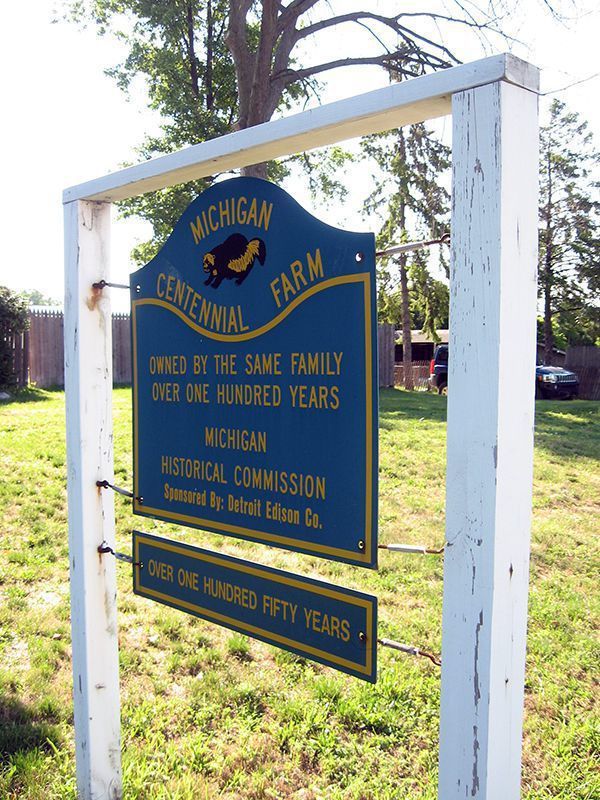 MICHIGAN
CENTENNIAL FARM
OWNED BY THE SAME FAMILY
OVER ONE HUNDRED YEARS
MICHIGAN
HISTORICAL COMMISSION
Sponsored By: Detroit Edison Co.
OVER ONE HUNDRED FIFTY YEARS